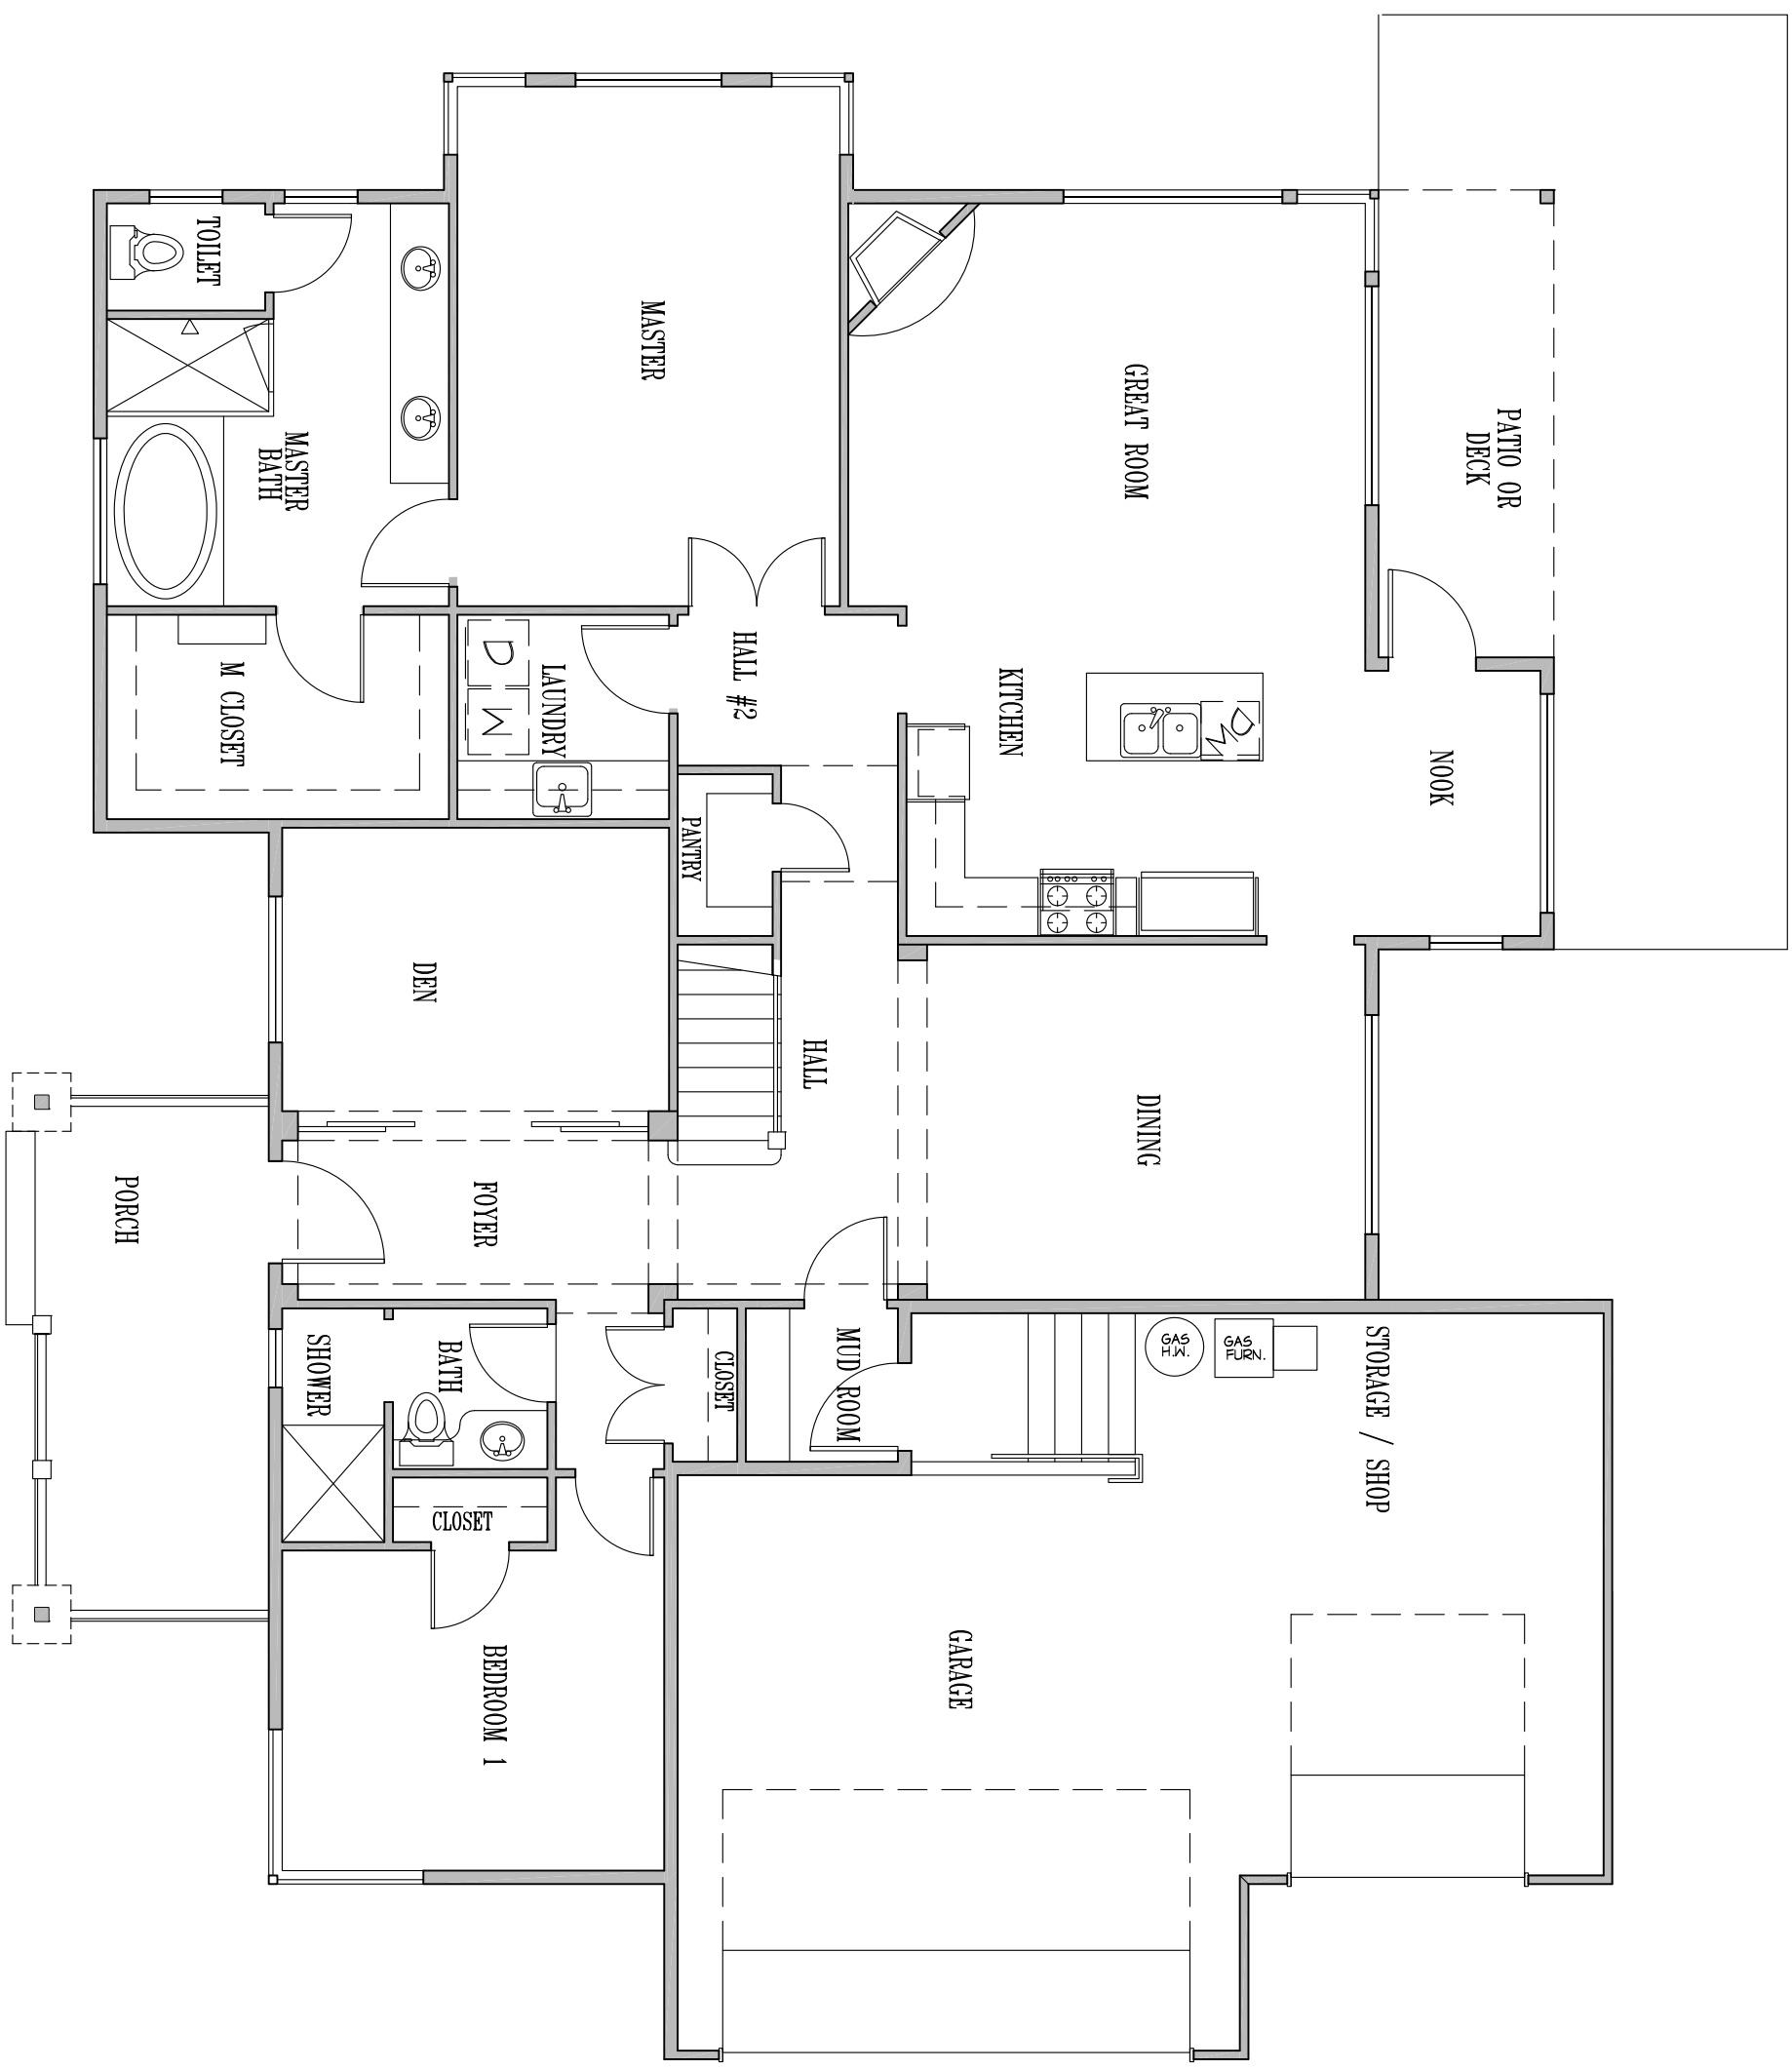 TOILET
MASTER
GREAT ROOM
PATIO OR
DECK
MASTER
BATH
M CLOSET
LAUNDRY
D
M
HALL #2
KITCHEN
NOOK
PANTRY
DEN
HALL
DINING
PORCH
FOYER
SHOWER
BATH
CLOSET
MUD ROOM
GAS
H.W.
GAS
FURN.
STORAGE / SHOP
CLOSET
BEDROOM 1
GARAGE